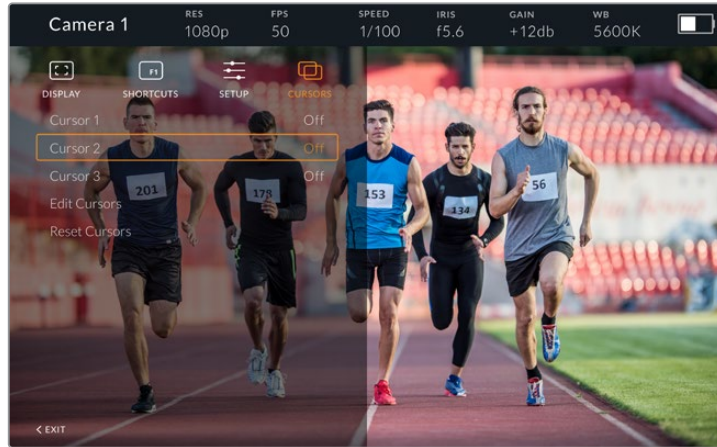 Camera 1
RES
1080p
FPS
50
SPEED
1/100
IRIS
f5.6
GAIN
+12db
WB
5600K
F1
DISPLAY
SHORTCUTS
SETUP
CURSORS
Cursor 1 Off
Cursor 2 Off
Cursor 3 Off
Edit Cursors
Reset Cursors
201
178
153
134
56
< EXIT